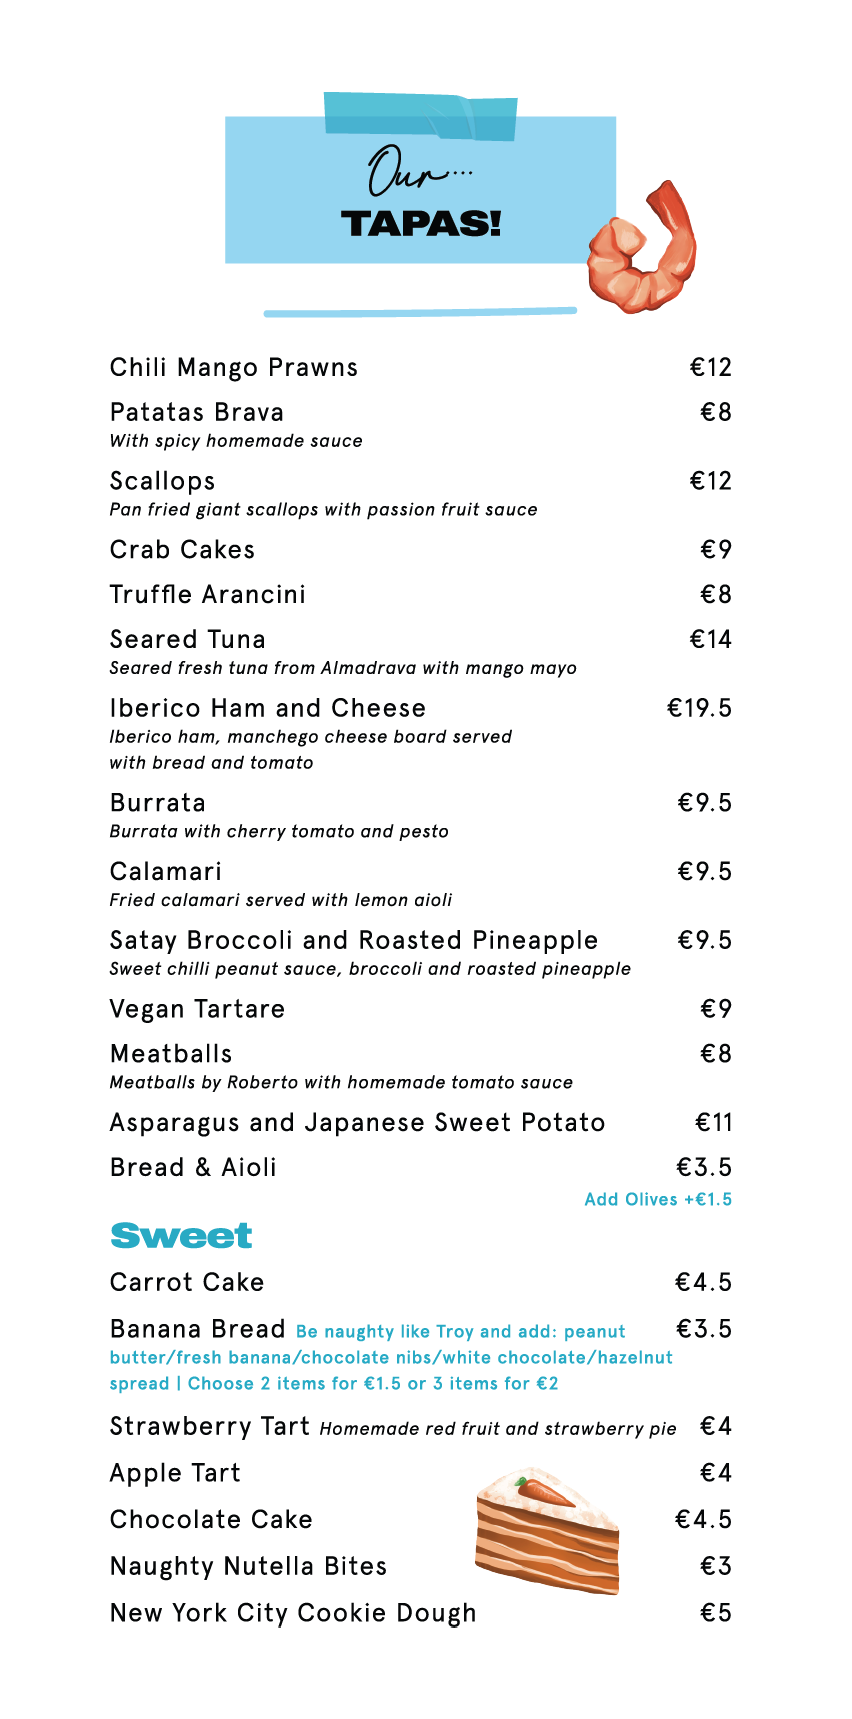 Our....
TAPAS!
Chili Mango Prawns €12
Patatas Brava €8
With spicy homemade sauce
Scallops €12
Pan fried giant scallops with passion fruit sauce
Crab Cakes €9
Truffle Arancini €8
Seared Tuna €14
Seared fresh tuna from Almadrava with mango mayo
Iberico Ham and Cheese €19.5
Iberico ham, manchego cheese board served
with bread and tomato
Burrata €9.5
Burrata with cherry tomato and pesto
Calamari €9.5
Fried calamari served with lemon aioli
Satay Broccoli and Roasted Pineapple €9.5
Sweet chilli peanut sauce, broccoli and roasted pineapple
Vegan Tartare €9
Meatballs €8
Meatballs by Roberto with homemade tomato sauce
Asparagus and Japanese Sweet Potato €11
Bread & Aioli €3.5
Add Olives +€1.5
Sweet
Carrot Cake €4.5
Banana Bread Be naughty like Troy and add: peanut €3.5
butter/fresh banana/chocolate nibs/white chocolate/hazelnut
spread | Choose 2 items for €1.5 or 3 items for €2
Strawberry Tart Homemade red fruit and strawberry pie €4
Apple Tart €4
Chocolate Cake €4.5
Naughty Nutella Bites €3
New York City Cookie Dough €5